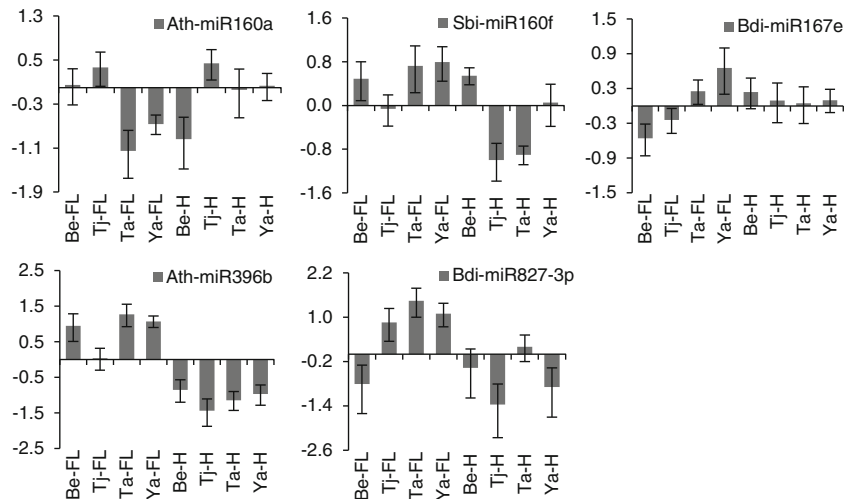 Ath-miR160a
1.3
0.5
-0.3
-1.1
-1.9
Be-FL
Tj-FL
Ta-FL
Ya-FL
Be-H
Tj-H
Ta-H
Ya-H
Sbi-miR160f
1.6
0.8
0.0
-0.8
-1.6
Be-FL
Tj-FL
Ta-FL
Ya-FL
Be-H
Tj-H
Ta-H
Ya-H
Bdi-miR167e
1.5
0.9
0.3
-0.3
-0.9
-1.5
Be-FL
Tj-FL
Ta-FL
Ya-FL
Be-H
Tj-H
Ta-H
Ya-H
Ath-miR396b
2.5
1.5
0.5
-0.5
-1.5
-2.5
Be-FL
Tj-FL
Ta-FL
Ya-FL
Be-H
Tj-H
Ta-H
Ya-H
Bdi-miR827-3p
2.2
1.0
-0.2
-1.4
-2.6
Be-FL
Tj-FL
Ta-FL
Ya-FL
Be-H
Tj-H
Ta-H
Ya-H